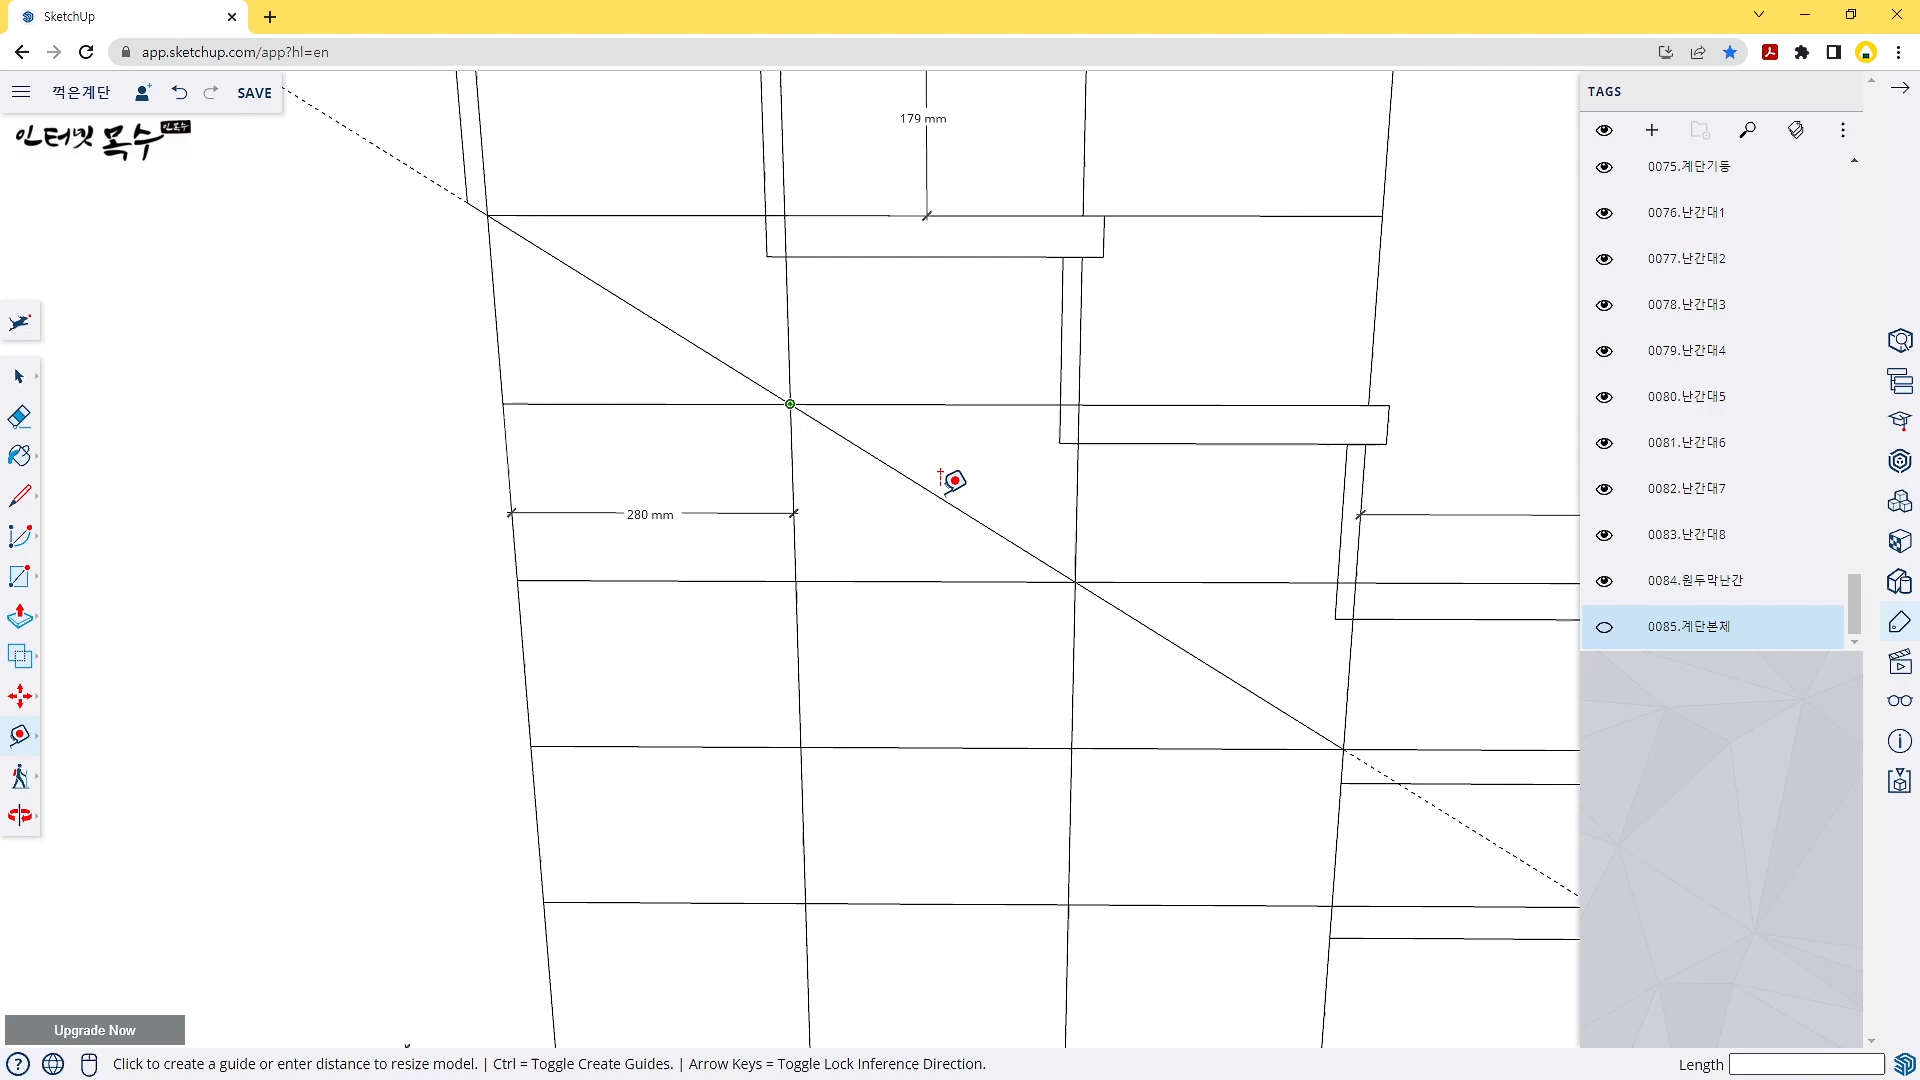 SketchUp
app.sketchup.com/app?hl=en
꺽은계단
SAVE
인터넷 목수
인목수
179 mm
280 mm
TAGS
0075.계단기둥
0076.난간대1
0077.난간대2
0078.난간대3
0079.난간대4
0080.난간대5
0081.난간대6
0082.난간대7
0083.난간대8
0084.원두막난간
0085.계단본체
Upgrade Now
Click to create a guide or enter distance to resize model. | Ctrl = Toggle Create Guides. | Arrow Keys = Toggle Lock Inference Direction.
Length